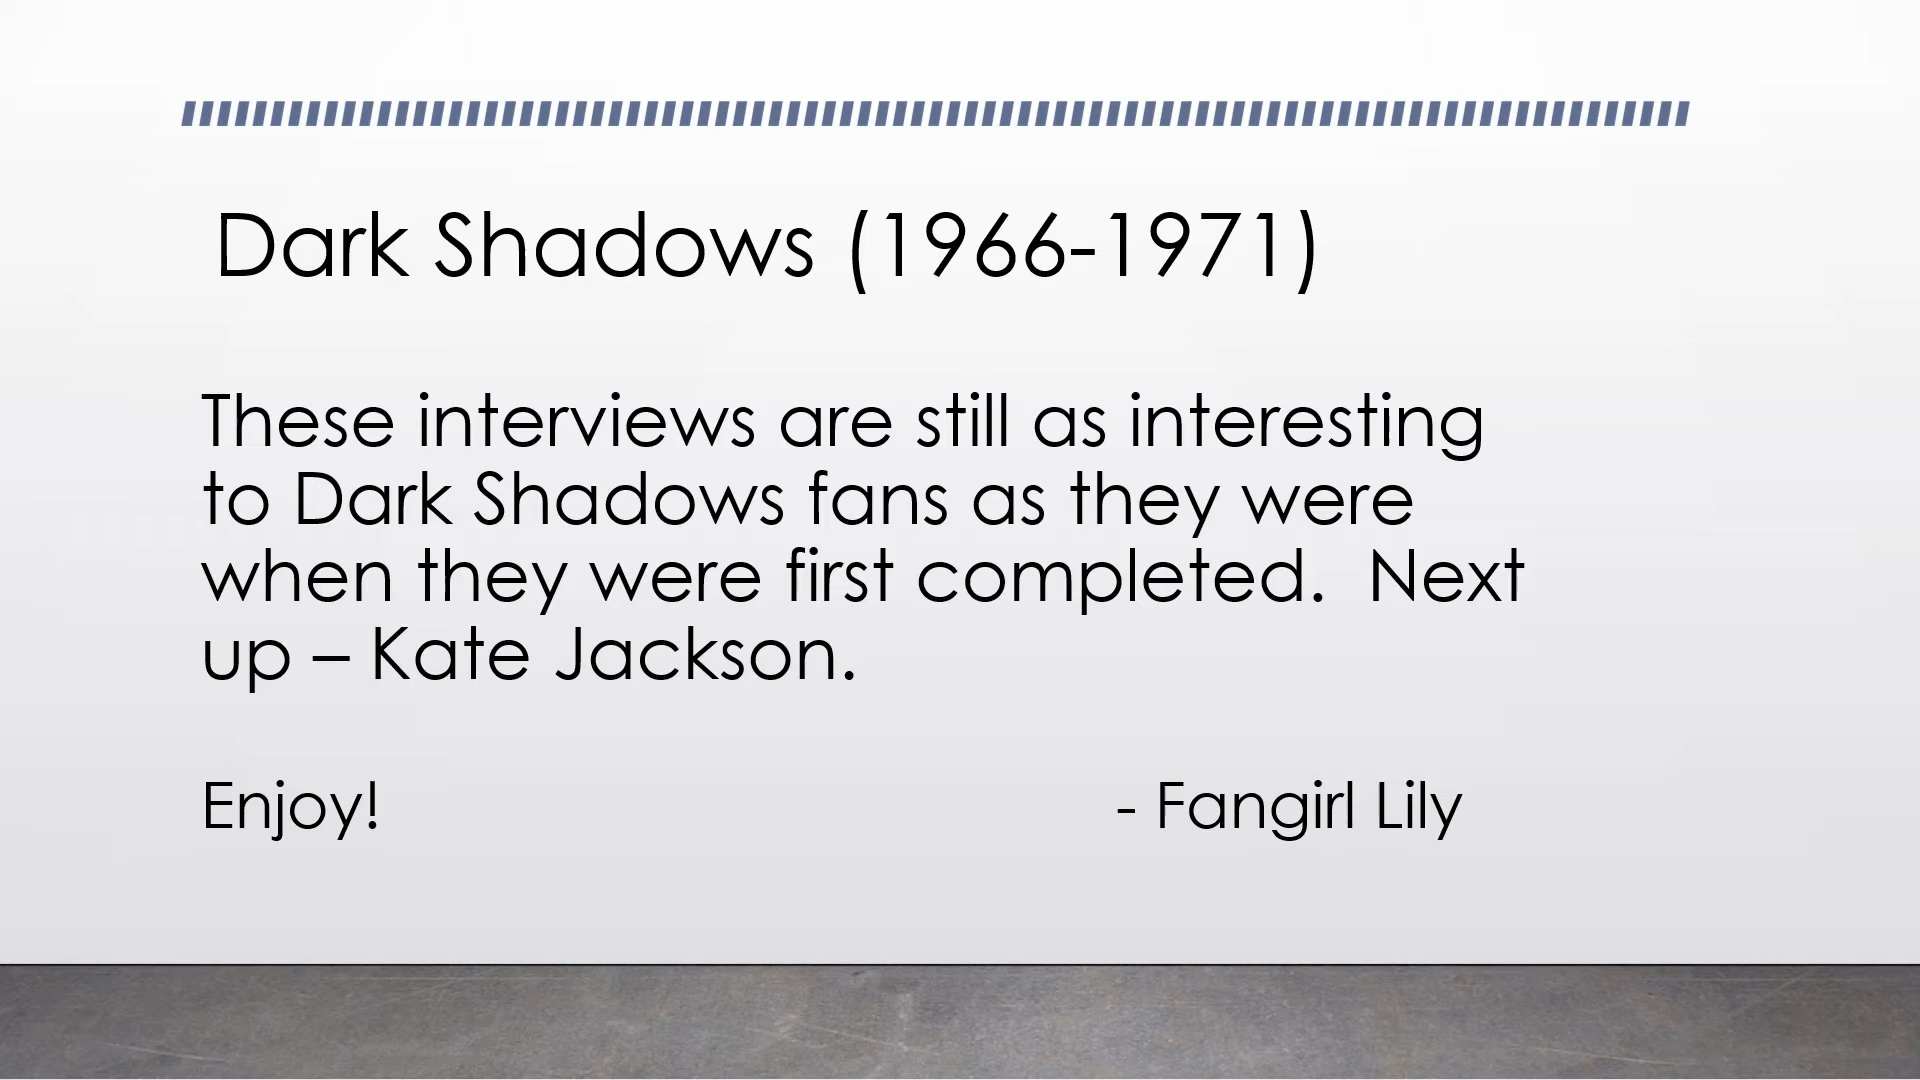 Dark Shadows (1966-1971)
These interviews are still as interesting
to Dark Shadows fans as they were
when they were first completed.  Next
up – Kate Jackson.
Enjoy! - Fangirl Lily